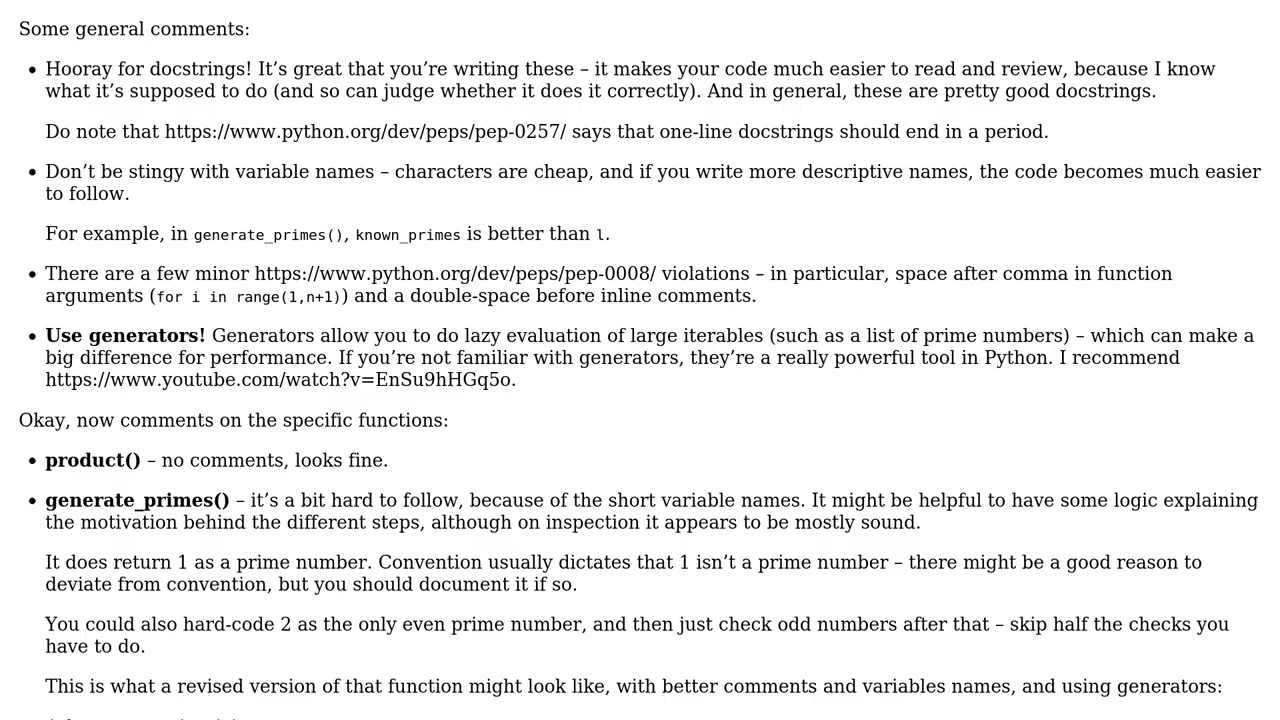 Some general comments:
• Hooray for docstrings! It’s great that you’re writing these – it makes your code much easier to read and review, because I know
what it’s supposed to do (and so can judge whether it does it correctly). And in general, these are pretty good docstrings.
Do note that https://www.python.org/dev/peps/pep-0257/ says that one-line docstrings should end in a period.
• Don’t be stingy with variable names – characters are cheap, and if you write more descriptive names, the code becomes much easier
to follow.
For example, in generate_primes(), known_primes is better than l.
• There are a few minor https://www.python.org/dev/peps/pep-0008/ violations – in particular, space after comma in function
arguments (for i in range(1,n+1)) and a double-space before inline comments.
• Use generators! Generators allow you to do lazy evaluation of large iterables (such as a list of prime numbers) – which can make a
big difference for performance. If you’re not familiar with generators, they’re a really powerful tool in Python. I recommend
https://www.youtube.com/watch?v=EnSu9hHGq5o.
Okay, now comments on the specific functions:
• product() – no comments, looks fine.
• generate_primes() – it’s a bit hard to follow, because of the short variable names. It might be helpful to have some logic explaining
the motivation behind the different steps, although on inspection it appears to be mostly sound.
It does return 1 as a prime number. Convention usually dictates that 1 isn’t a prime number – there might be a good reason to
deviate from convention, but you should document it if so.
You could also hard-code 2 as the only even prime number, and then just check odd numbers after that – skip half the checks you
have to do.
This is what a revised version of that function might look like, with better comments and variables names, and using generators: